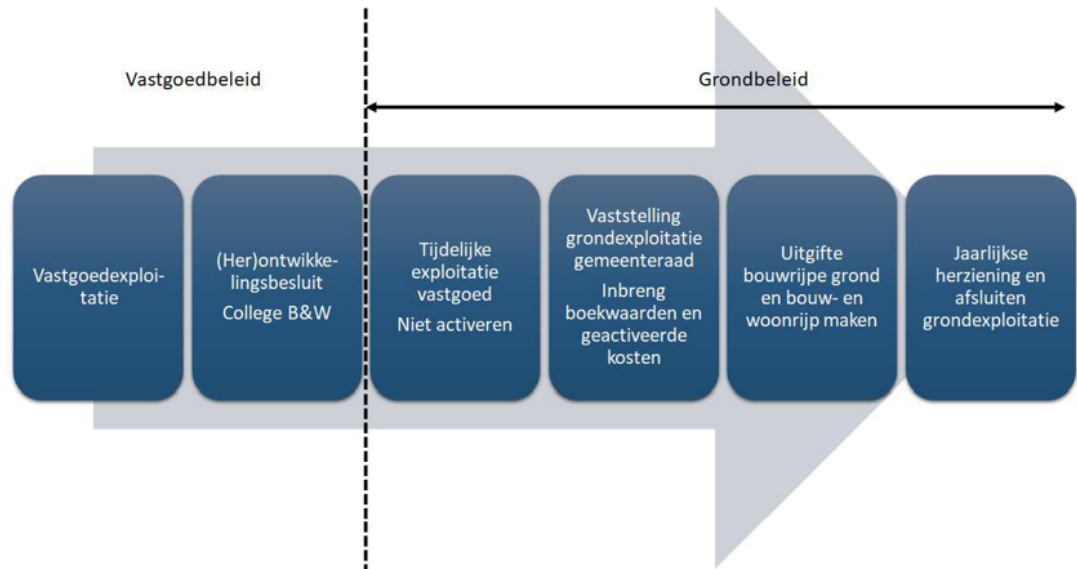 Vastgoedbeleid
Grondbeleid
Vastgoedexploi-
tatie
(Her)ontwikke-
lingsbesluit
College B&W
Tijdelijke
exploitatie
vastgoed
Niet activeren
Vaststelling
grondexploitatie
gemeenteraad
Inbreng
boekwaarden en
geactiveerde
kosten
Uitgifte
bouwrijpe grond
en bouw- en
woonrijp maken
Jaarlijkse
herziening en
afsluiten
grondexploitatie